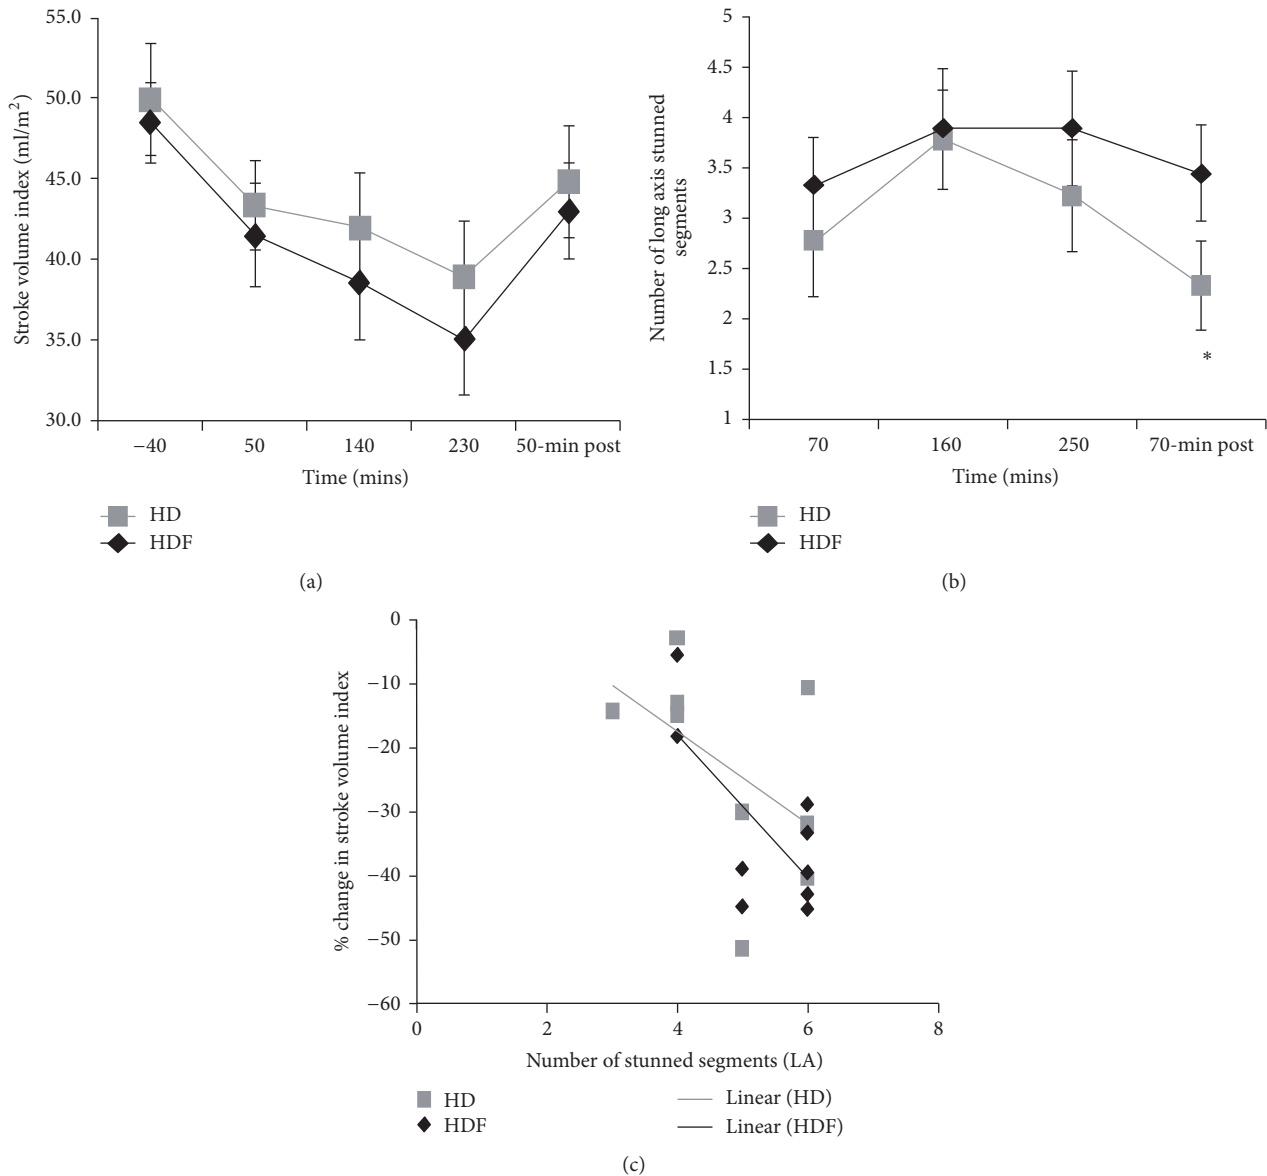 55.0
50.0
45.0
40.0
35.0
30.0
Stroke volume index (ml/m²)
−40 50 140 230 50-min post
Time (mins)
HD
HDF
(a)
5
4.5
4
3.5
3
2.5
2
1.5
1
Number of long axis stunned
segments
*
70 160 250 70-min post
Time (mins)
HD
HDF
(b)
0
−10
−20
−30
−40
−50
−60
% change in stroke volume index
0 2 4 6 8
Number of stunned segments (LA)
HD
HDF
Linear (HD)
Linear (HDF)
(c)